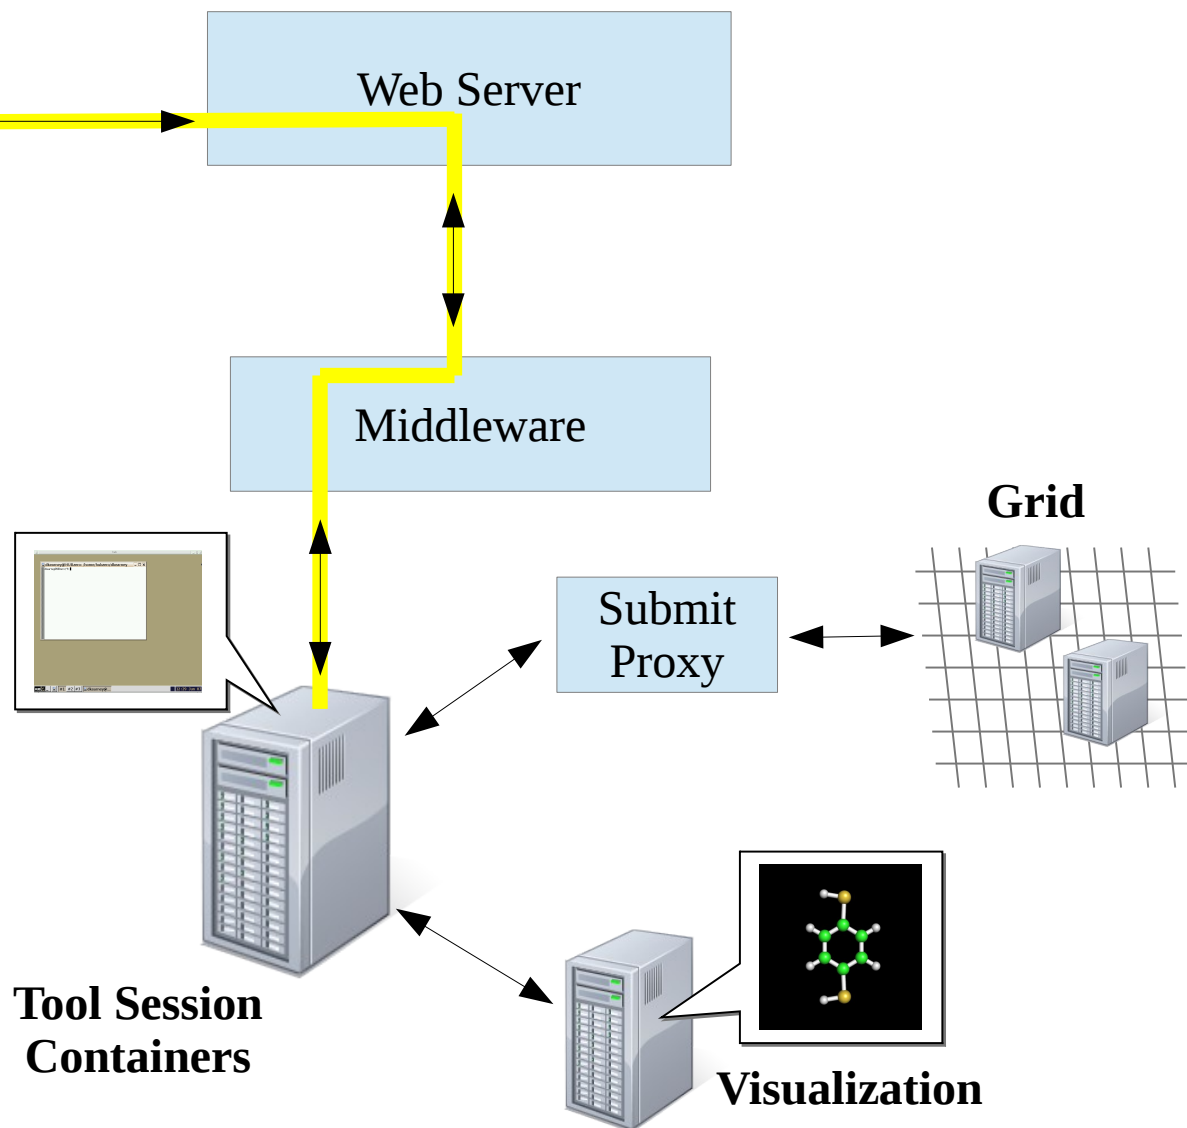 Web Server
Middleware
Grid
Submit
Proxy
Tool Session
Containers
Visualization